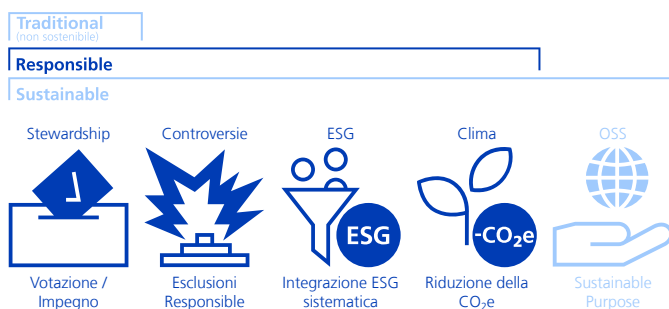 Traditional
(non sostenibile)
Responsible
Sustainable
Stewardship
Controversie
ESG
Clima
OSS
ESG
-CO₂e
Votazione /
Impegno
Esclusioni
Responsible
Integrazione ESG
sistematica
Riduzione della
CO₂e
Sustainable
Purpose